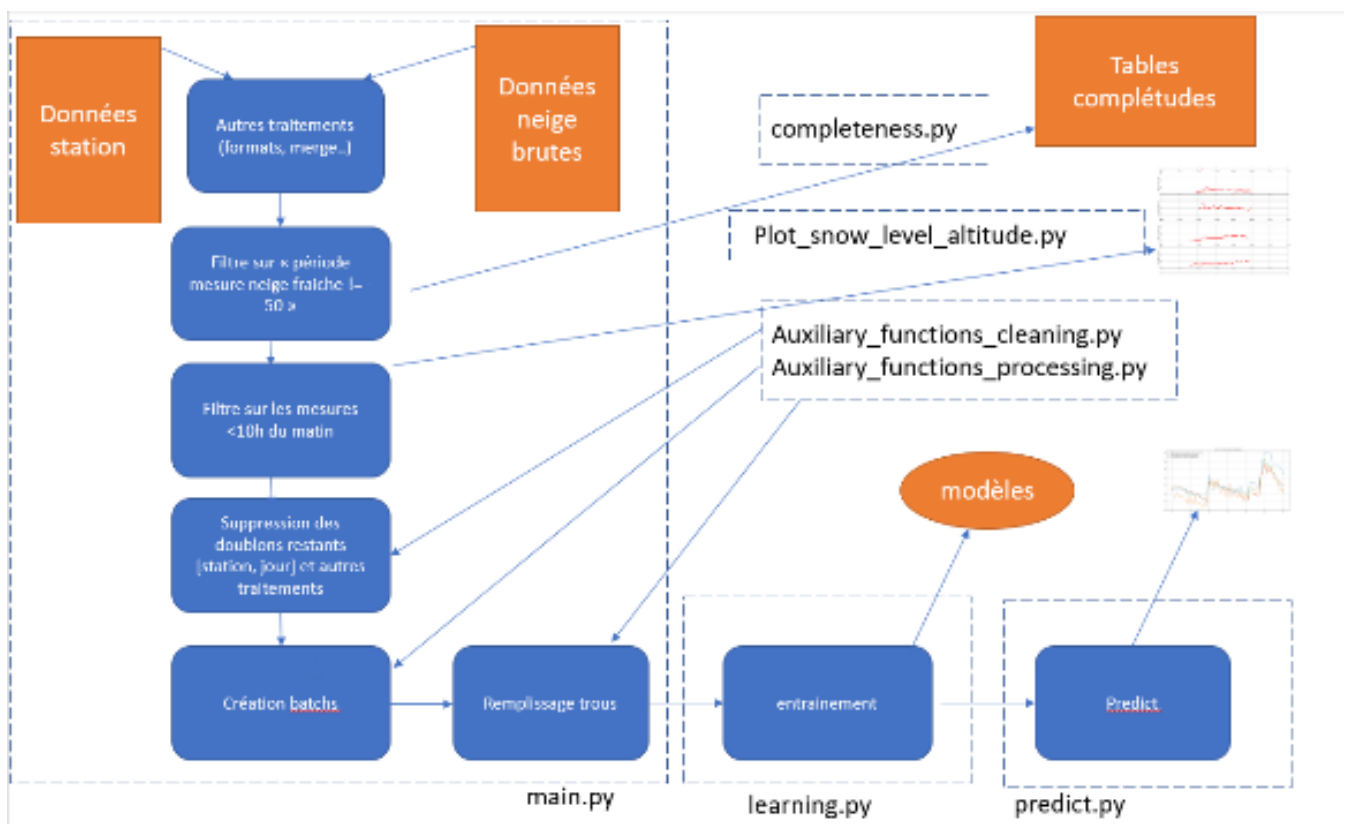 Données
station
Autres traitements
(formats, merge..)
Données
neige
brutes
Tables
complétudes
completeness.py
Filtre sur « période
mesure neige fraiche !=
50 »
Plot_snow_level_altitude.py
Auxiliary_functions_cleaning.py
Auxiliary_functions_processing.py
Filtre sur les mesures
<10h du matin
modèles
Suppression des
doublons restants
[station, jour] et autres
traitements
Création batchs
Remplissage trous
entrainement
Predict
main.py
learning.py
predict.py